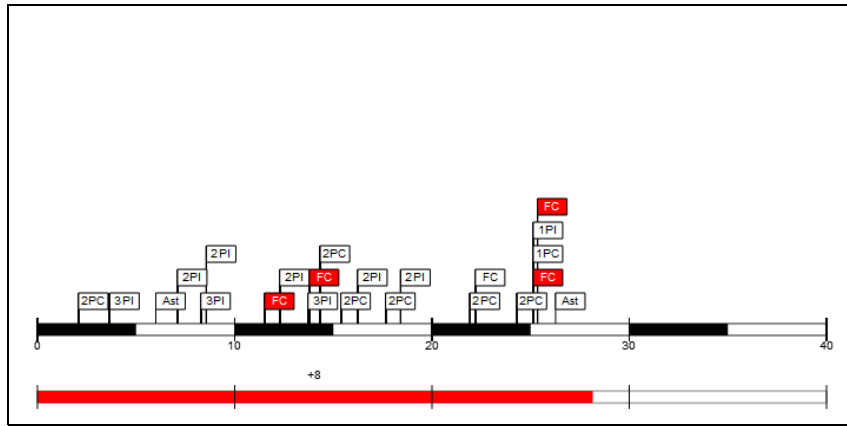 FC
1PI
2PI 2PC 1PC
2PI 2PI FC 2PI 2PI FC FC
2PC 3PI Ast 3PI FC 3PI 2PC 2PC 2PC 2PC Ast
0 10 20 30 40
+8